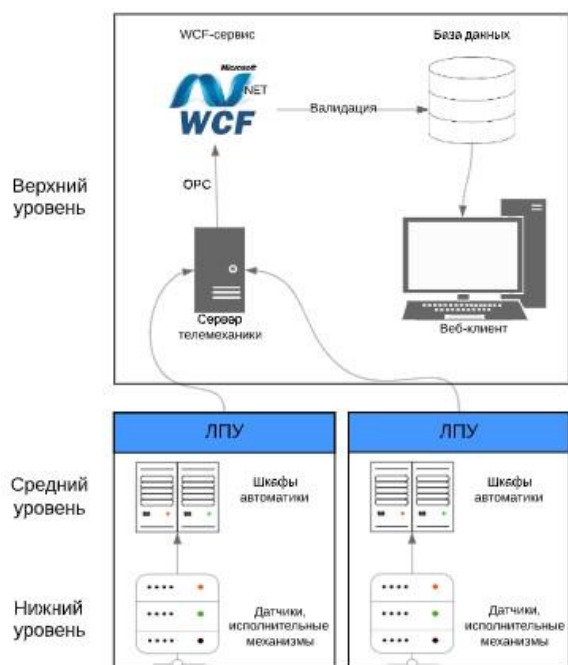 WCF-сервис
База данных
Microsoft
.NET
WCF
Валидация
Верхний
уровень
OPC
Сервер
телемеханики
Веб-клиент
ЛПУ
ЛПУ
Средний
уровень
Шкафы
автоматики
Шкафы
автоматики
Нижний
уровень
Датчики,
исполнительные
механизмы
Датчики,
исполнительные
механизмы